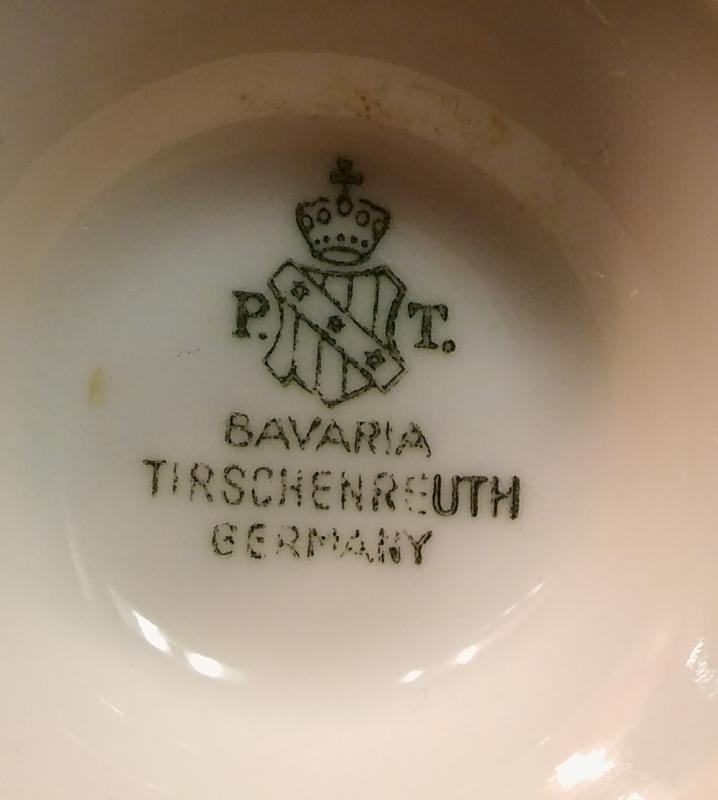 P. T.
BAVARIA
TIRSCHENREUTH
GERMANY